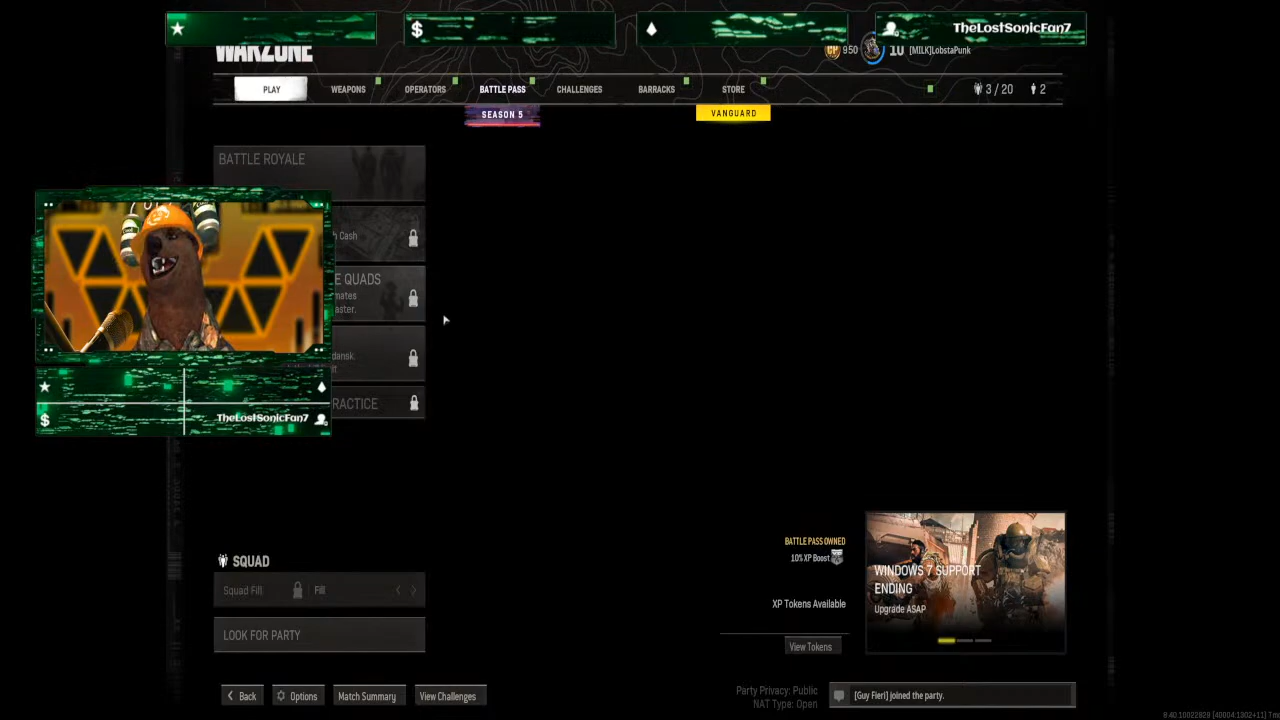 $
TheLostSonicFan7
WARZONE
CP 950
10 [MILK]LobstaPunk
PLAY
WEAPONS
OPERATORS
BATTLE PASS
CHALLENGES
BARRACKS
STORE
3 / 20
2
SEASON 5
VANGUARD
BATTLE ROYALE
Cash
QUADS
RACTICE
$
TheLostSonicFan7
SQUAD
Squad Fill
Fill
LOOK FOR PARTY
BATTLE PASS OWNED
10% XP Boost
XP Tokens Available
View Tokens
WINDOWS 7 SUPPORT
ENDING
Upgrade ASAP
Back
Options
Match Summary
View Challenges
Party Privacy: Public
NAT Type: Open
[Guy Fieri] joined the party.